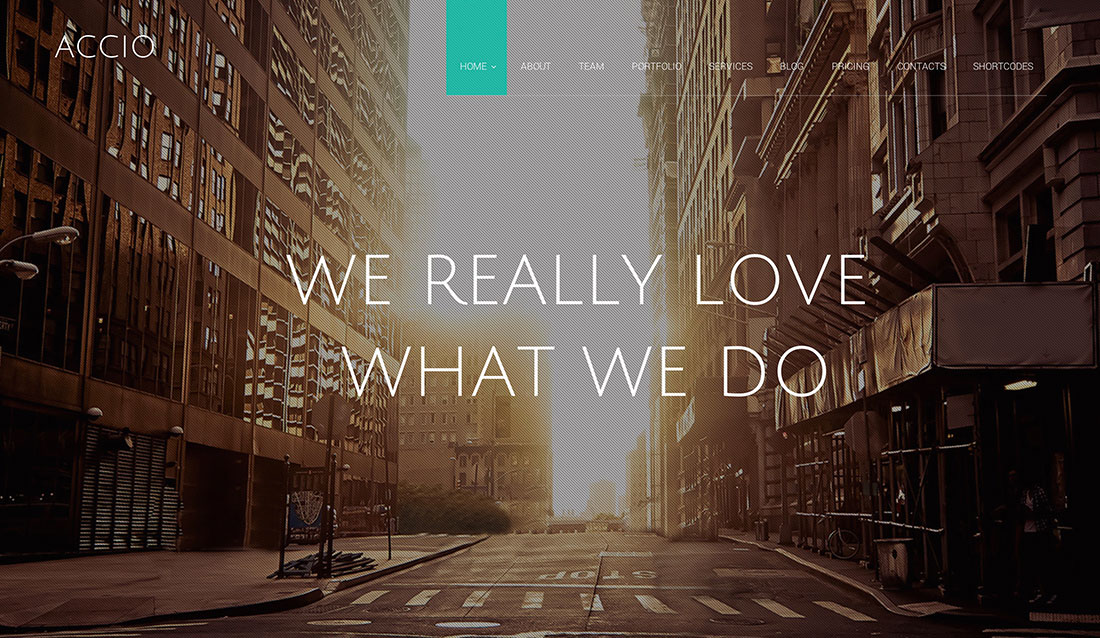 ACCIO
HOME ABOUT TEAM PORTFOLIO SERVICES BLOG PRICING CONTACTS SHORTCODES
WE REALLY LOVE
WHAT WE DO
STOP